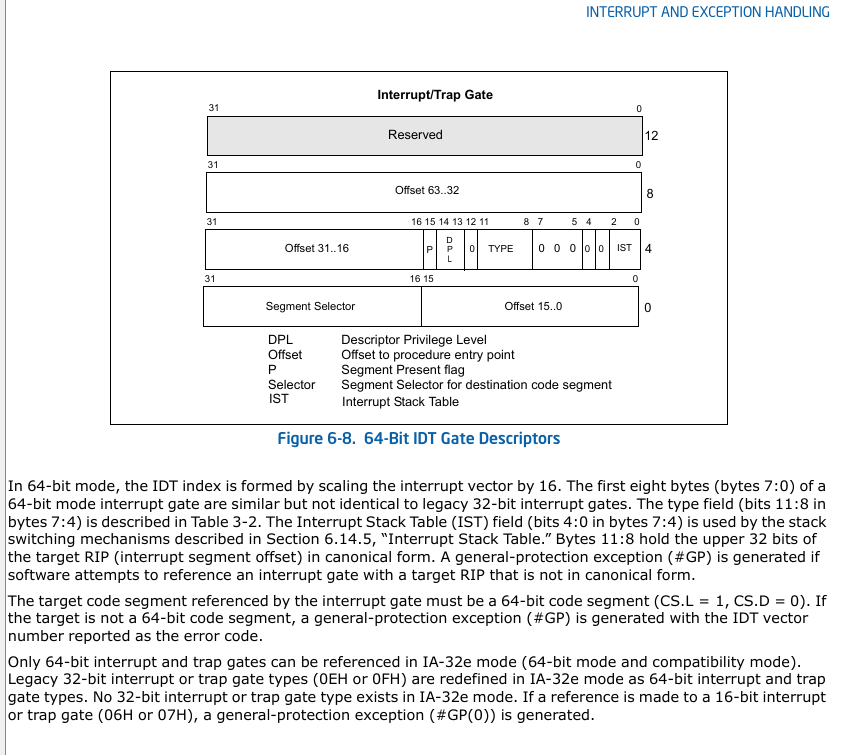 INTERRUPT AND EXCEPTION HANDLING
Interrupt/Trap Gate
31 0
Reserved 12
31 0
Offset 63..32 8
31 16 15 14 13 12 11 8 7 5 4 2 0
Offset 31..16 P D P L 0 TYPE 0 0 0 0 0 IST 4
31 16 15 0
Segment Selector Offset 15..0 0
DPL Descriptor Privilege Level
Offset Offset to procedure entry point
P Segment Present flag
Selector Segment Selector for destination code segment
IST Interrupt Stack Table
Figure 6-8. 64-Bit IDT Gate Descriptors
In 64-bit mode, the IDT index is formed by scaling the interrupt vector by 16. The first eight bytes (bytes 7:0) of a
64-bit mode interrupt gate are similar but not identical to legacy 32-bit interrupt gates. The type field (bits 11:8 in
bytes 7:4) is described in Table 3-2. The Interrupt Stack Table (IST) field (bits 4:0 in bytes 7:4) is used by the stack
switching mechanisms described in Section 6.14.5, “Interrupt Stack Table.” Bytes 11:8 hold the upper 32 bits of
the target RIP (interrupt segment offset) in canonical form. A general-protection exception (#GP) is generated if
software attempts to reference an interrupt gate with a target RIP that is not in canonical form.
The target code segment referenced by the interrupt gate must be a 64-bit code segment (CS.L = 1, CS.D = 0). If
the target is not a 64-bit code segment, a general-protection exception (#GP) is generated with the IDT vector
number reported as the error code.
Only 64-bit interrupt and trap gates can be referenced in IA-32e mode (64-bit mode and compatibility mode).
Legacy 32-bit interrupt or trap gate types (0EH or 0FH) are redefined in IA-32e mode as 64-bit interrupt and trap
gate types. No 32-bit interrupt or trap gate type exists in IA-32e mode. If a reference is made to a 16-bit interrupt
or trap gate (06H or 07H), a general-protection exception (#GP(0)) is generated.